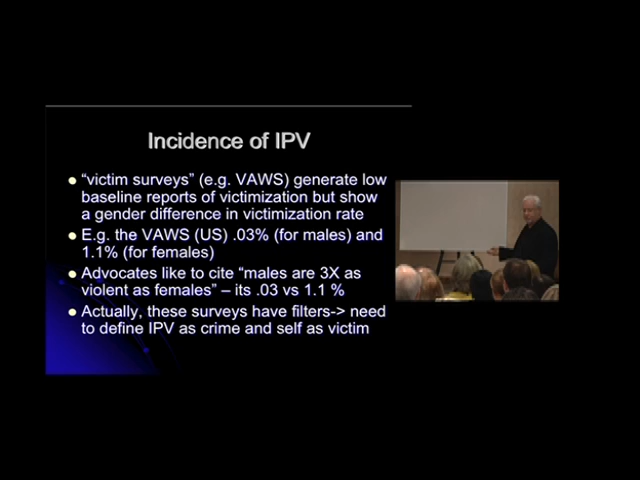 Incidence of IPV
“victim surveys” (e.g. VAWS) generate low
baseline reports of victimization but show
a gender difference in victimization rate
E.g. the VAWS (US) .03% (for males) and
1.1% (for females)
Advocates like to cite “males are 3X as
violent as females” – its .03 vs 1.1 %
Actually, these surveys have filters-> need
to define IPV as crime and self as victim